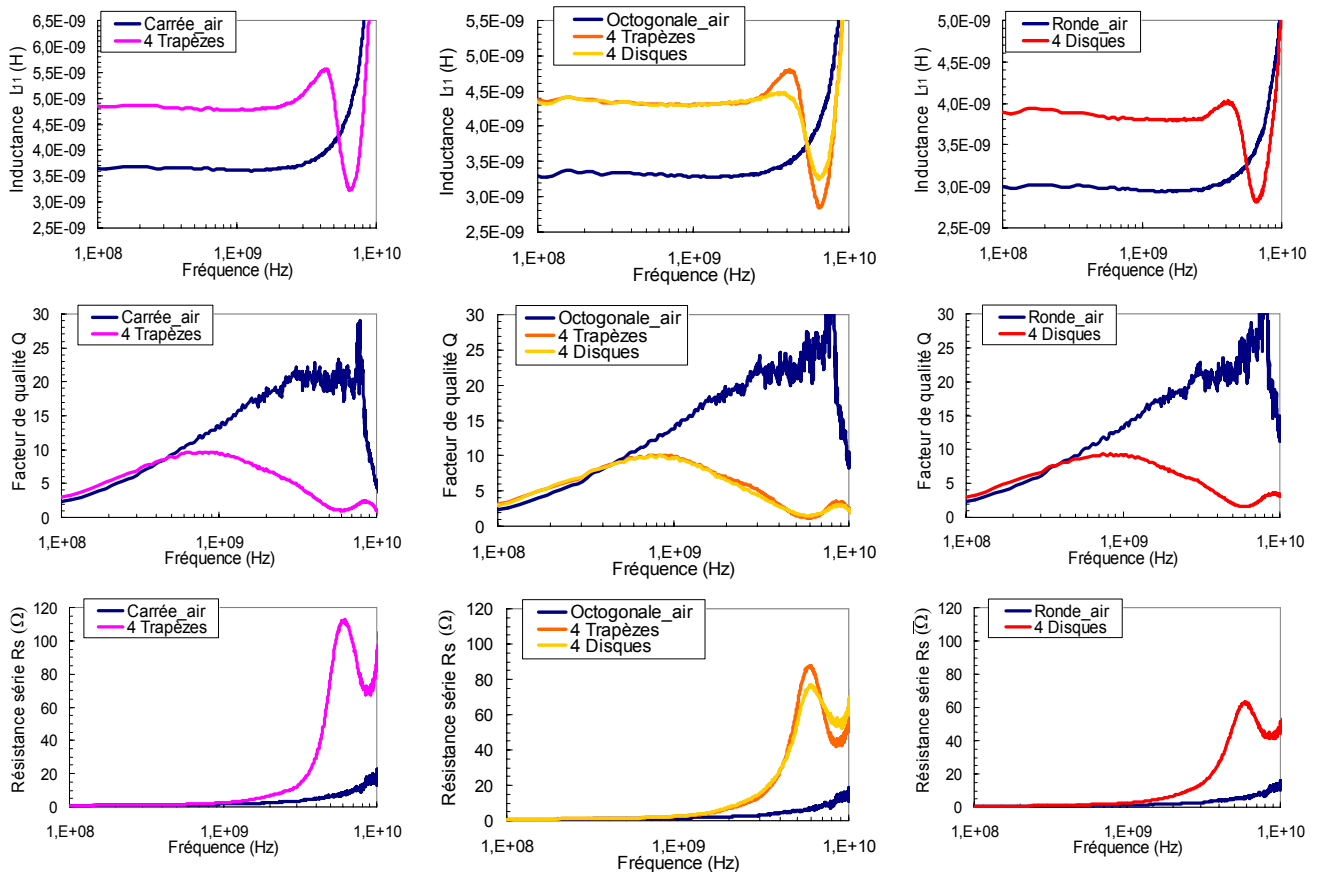 Inductance L11 (H)
6,5E-09
5,5E-09
4,5E-09
3,5E-09
2,5E-09
6,0E-09
5,0E-09
4,0E-09
3,0E-09
Carrée_air
4 Trapèzes
1,E+08
1,E+09
1,E+10
Fréquence (Hz)
Inductance L11 (H)
5,5E-09
5,0E-09
4,5E-09
4,0E-09
3,5E-09
3,0E-09
2,5E-09
Octogonale_air
4 Trapèzes
4 Disques
1,E+08
1,E+09
1,E+10
Fréquence (Hz)
Inductance L11 (H)
5,0E-09
4,5E-09
4,0E-09
3,5E-09
3,0E-09
2,5E-09
Ronde_air
4 Disques
1,E+08
1,E+09
1,E+10
Fréquence (Hz)
Facteur de qualité Q
30
25
20
15
10
5
0
Carrée_air
4 Trapèzes
1,E+08
1,E+09
1,E+10
Fréquence (Hz)
Facteur de qualité Q
30
25
20
15
10
5
0
Octogonale_air
4 Trapèzes
4 Disques
1,E+08
1,E+09
1,E+10
Fréquence (Hz)
Facteur de qualité Q
30
25
20
15
10
5
0
Ronde_air
4 Disques
1,E+08
1,E+09
1,E+10
Fréquence (Hz)
Résistance série Rs (Ω)
120
100
80
60
40
20
0
Carrée_air
4 Trapèzes
1,E+08
1,E+09
1,E+10
Fréquence (Hz)
Résistance série Rs (Ω)
120
100
80
60
40
20
0
Octogonale_air
4 Trapèzes
4 Disques
1,E+08
1,E+09
1,E+10
Fréquence (Hz)
Résistance série Rs (Ω)
120
100
80
60
40
20
0
Ronde_air
4 Disques
1,E+08
1,E+09
1,E+10
Fréquence (Hz)